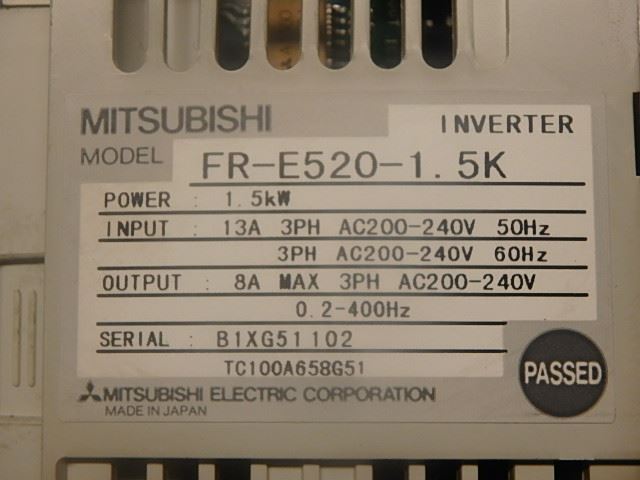 MITSUBISHI INVERTER
MODEL FR-E520-1.5K
POWER : 1.5kW
INPUT : 13A 3PH AC200-240V 50Hz
3PH AC200-240V 60Hz
OUTPUT : 8A MAX 3PH AC200-240V
0.2-400Hz
SERIAL : B1XG51102
TC100A658G51
PASSED
MITSUBISHI ELECTRIC CORPORATION
MADE IN JAPAN